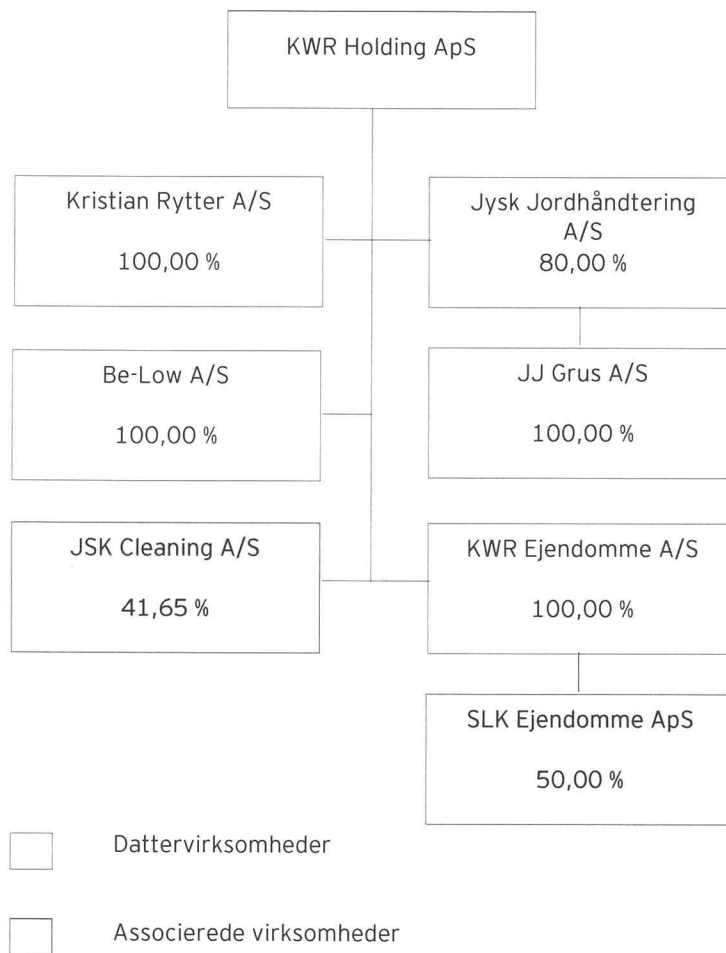 KWR Holding ApS
Kristian Rytter A/S
100,00 %
Jysk Jordhåndtering
A/S
80,00 %
Be-Low A/S
100,00 %
JJ Grus A/S
100,00 %
JSK Cleaning A/S
41,65 %
KWR Ejendomme A/S
100,00 %
SLK Ejendomme ApS
50,00 %
Dattervirksomheder
Associerede virksomheder